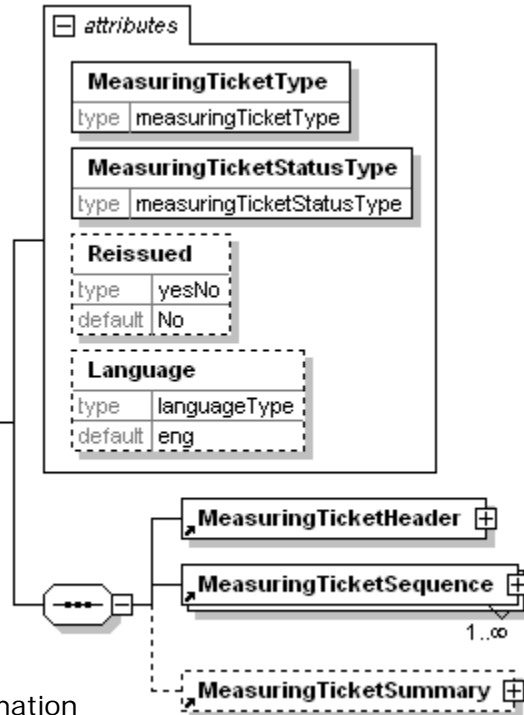 attributes
MeasuringTicketType
type measuringTicketType
MeasuringTicketStatusType
type measuringTicketStatusType
Reissued
type yesNo
default No
Language
type languageType
default eng
MeasuringTicketHeader
MeasuringTicketSequence
1..∞
MeasuringTicketSummary